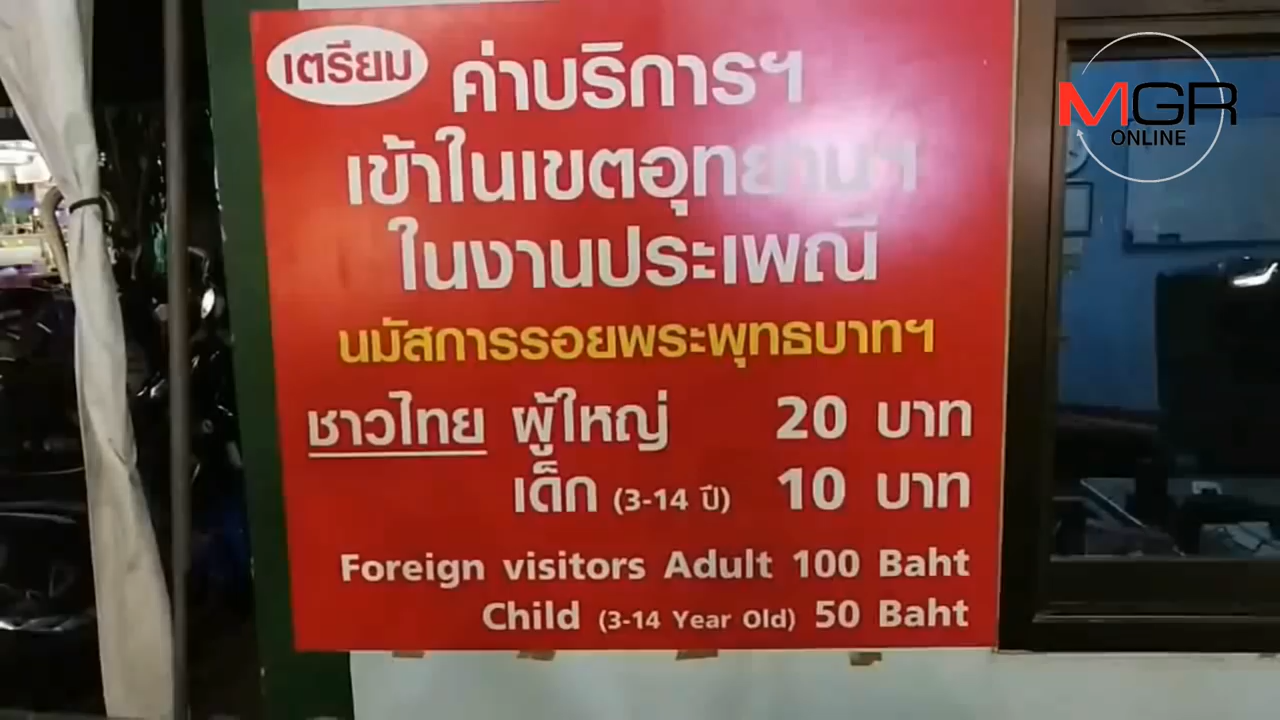 เตรียม ค่าบริการฯ
เข้าในเขตอุทยานฯ
ในงานประเพณี
นมัสการรอยพระพุทธบาทฯ
ชาวไทย ผู้ใหญ่ 20 บาท
เด็ก (3-14 ปี) 10 บาท
Foreign visitors Adult 100 Baht
Child (3-14 Year Old) 50 Baht
MGR
ONLINE